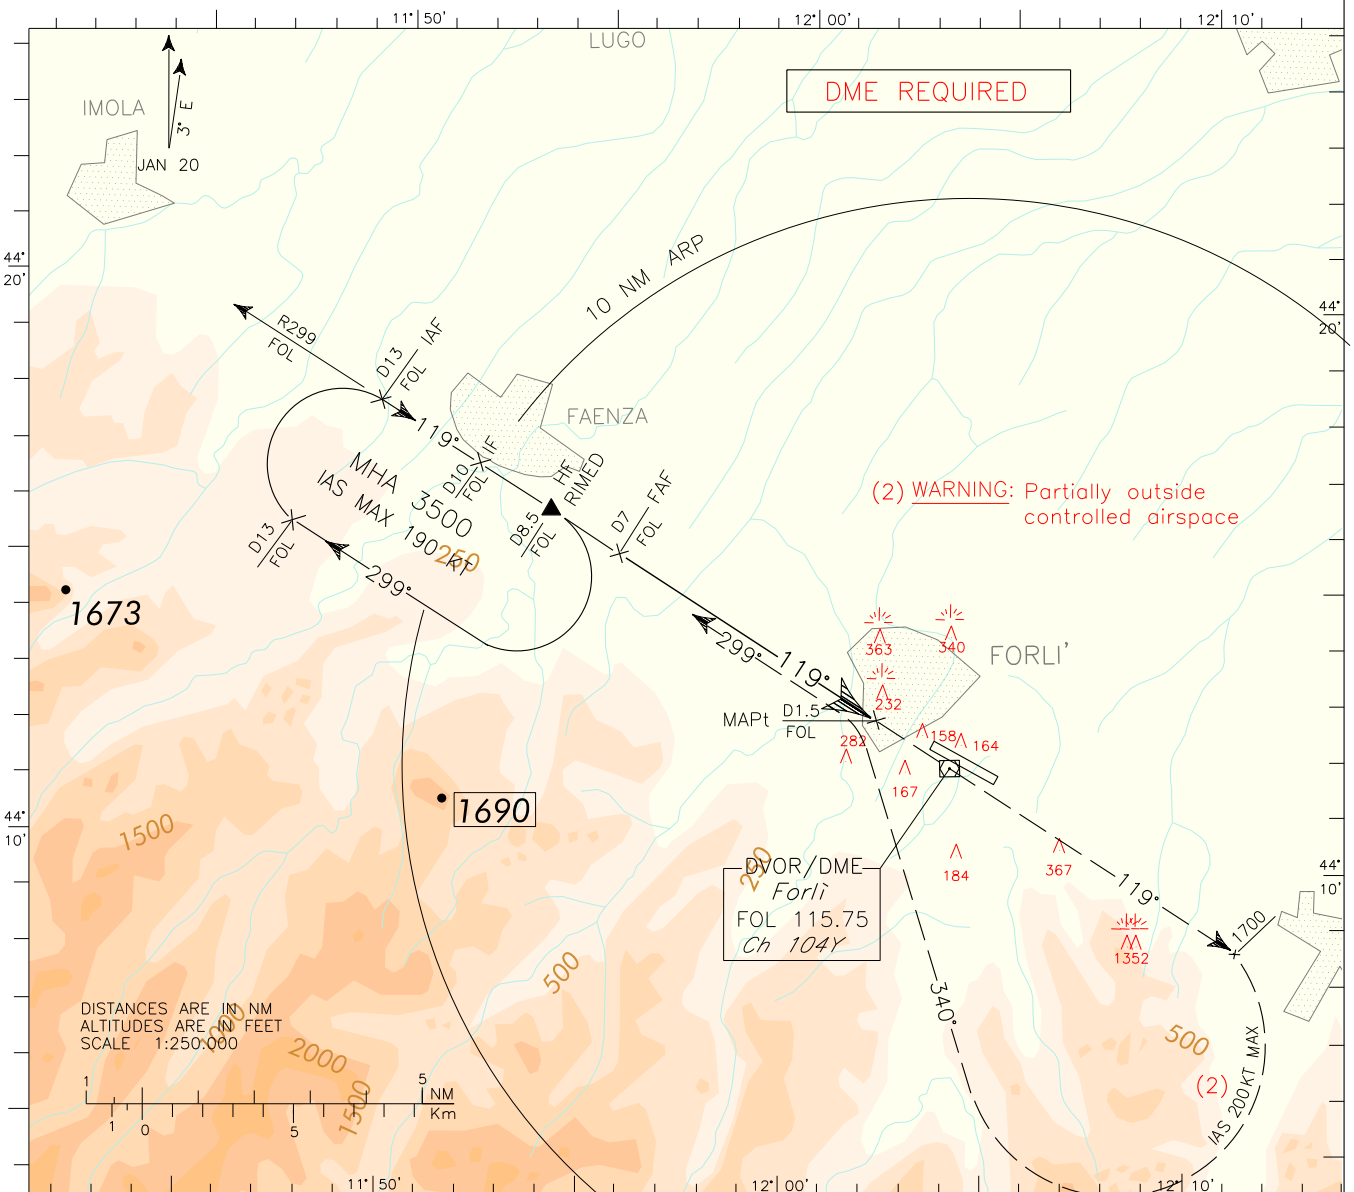 11° 50'
12° 00'
12° 10'
LUGO
DME REQUIRED
IMOLA
3° E
JAN 20
10 NM ARP
44°
20'
44°
20'
R299
FOL
D13
FOL
IAF
119°
FAENZA
D10
FOL
IF
HF
RIMED
D8.5
FOL
D7
FOL
FAF
MHA 3500
IAS MAX 190 KT
250
D13
FOL
299°
(2) WARNING: Partially outside
controlled airspace
1673
363
340
FORLI'
232
299°
119°
MAPt
D1.5
FOL
282
158
164
167
1690
1500
44°
10'
44°
10'
184
367
250
DVOR/DME
Forlì
FOL 115.75
Ch 104Y
119°
1700
1352
500
340°
500
(2)
IAS 200KT MAX
DISTANCES ARE IN NM
ALTITUDES ARE IN FEET
SCALE 1:250.000
1000
2000
1500
1
5
NM
Km
1
0
5
11° 50'
12° 00'
12° 10'